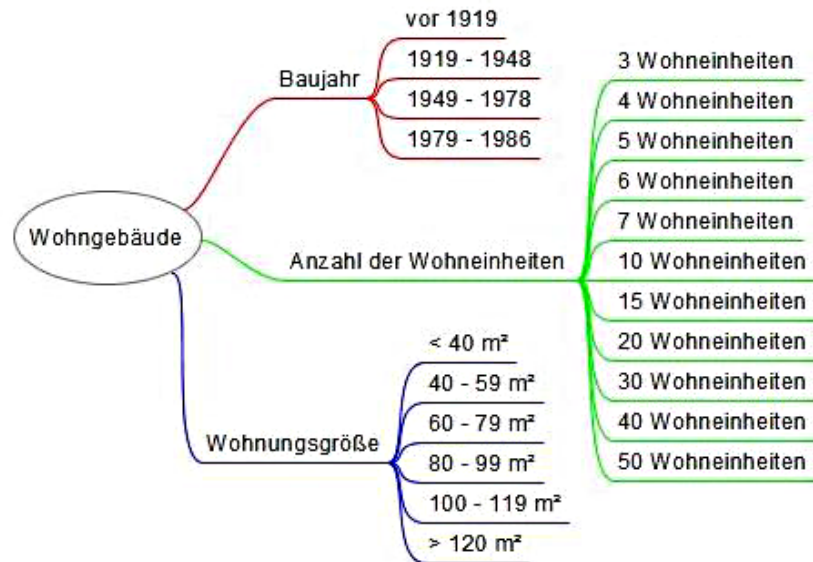 Wohngebäude
Baujahr
vor 1919
1919 - 1948
1949 - 1978
1979 - 1986
Anzahl der Wohneinheiten
3 Wohneinheiten
4 Wohneinheiten
5 Wohneinheiten
6 Wohneinheiten
7 Wohneinheiten
10 Wohneinheiten
15 Wohneinheiten
20 Wohneinheiten
30 Wohneinheiten
40 Wohneinheiten
50 Wohneinheiten
Wohnungsgröße
< 40 m²
40 - 59 m²
60 - 79 m²
80 - 99 m²
100 - 119 m²
> 120 m²